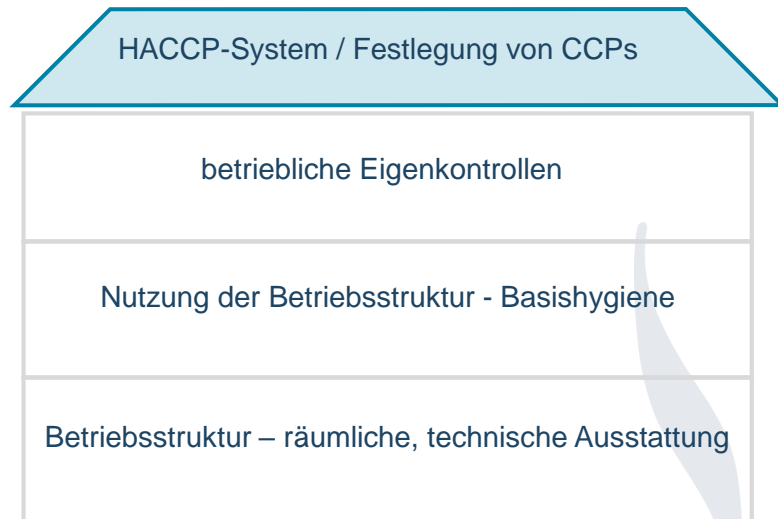 HACCP-System / Festlegung von CCPs
betriebliche Eigenkontrollen
Nutzung der Betriebsstruktur - Basishygiene
Betriebsstruktur – räumliche, technische Ausstattung